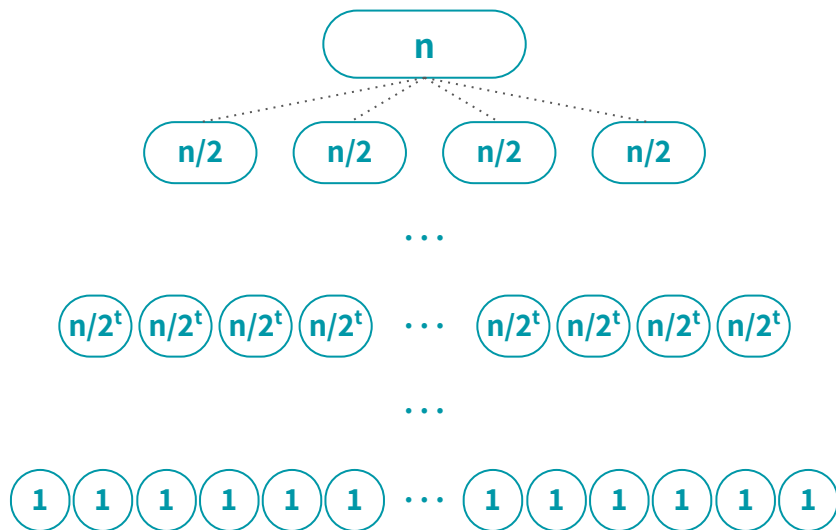 n
n/2 n/2 n/2 n/2
...
n/2ᵗ n/2ᵗ n/2ᵗ n/2ᵗ ... n/2ᵗ n/2ᵗ n/2ᵗ n/2ᵗ
...
1 1 1 1 1 1 ... 1 1 1 1 1 1